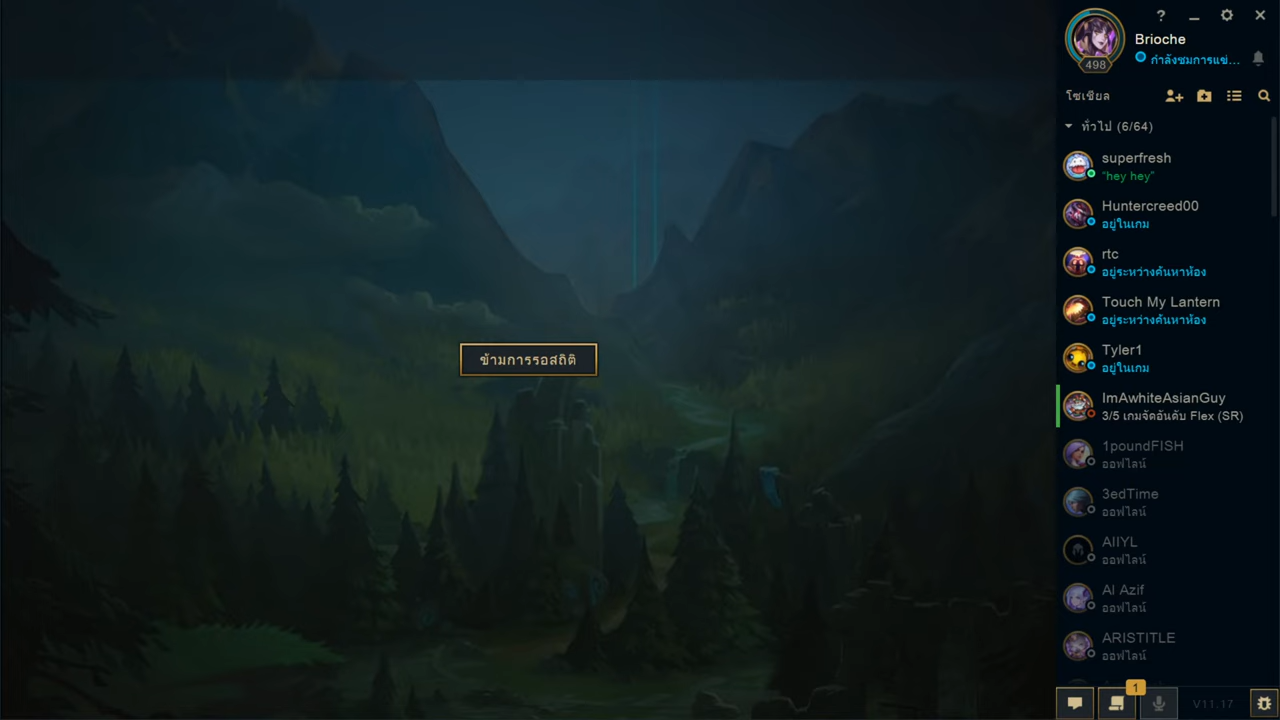 ?
Brioche
498
กำลังชมการแข่...
โซเชียล
ทั่วไป (6/64)
superfresh
"hey hey"
Huntercreed00
อยู่ในเกม
rtc
อยู่ระหว่างค้นหาห้อง
Touch My Lantern
อยู่ระหว่างค้นหาห้อง
Tyler1
อยู่ในเกม
ข้ามการรอสถิติ
ImAwhiteAsianGuy
3/5 เกมจัดอันดับ Flex (SR)
1poundFISH
ออฟไลน์
3edTime
ออฟไลน์
AIIYL
ออฟไลน์
Al Azif
ออฟไลน์
ARISTITLE
ออฟไลน์
1
V11.17